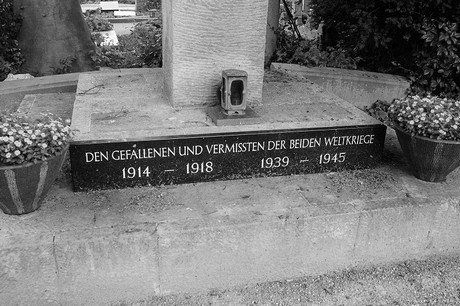 DEN GEFALLENEN UND VERMISSTEN DER BEIDEN WELTKRIEGE
1914 - 1918 1939 - 1945